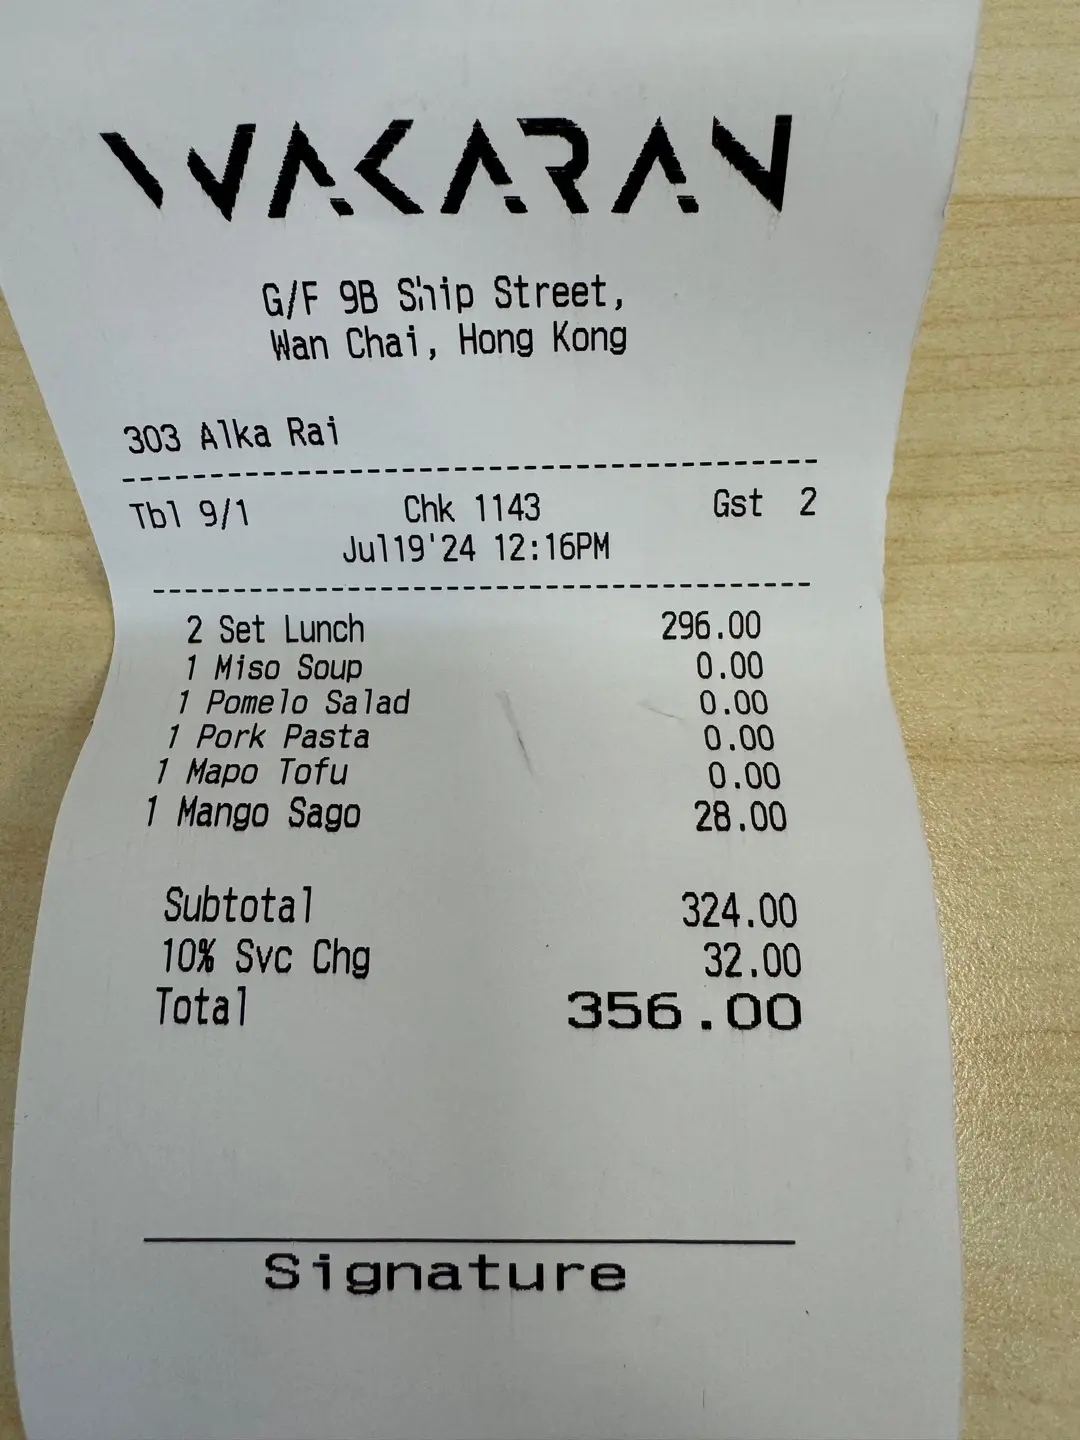 WAKARAN
G/F 9B Ship Street,
Wan Chai, Hong Kong
303 Alka Rai
Tbl 9/1 Chk 1143 Gst 2
Jul19'24 12:16PM
2 Set Lunch 296.00
1 Miso Soup 0.00
1 Pomelo Salad 0.00
1 Pork Pasta 0.00
1 Mapo Tofu 0.00
1 Mango Sago 28.00
Subtotal 324.00
10% Svc Chg 32.00
Total 356.00
Signature